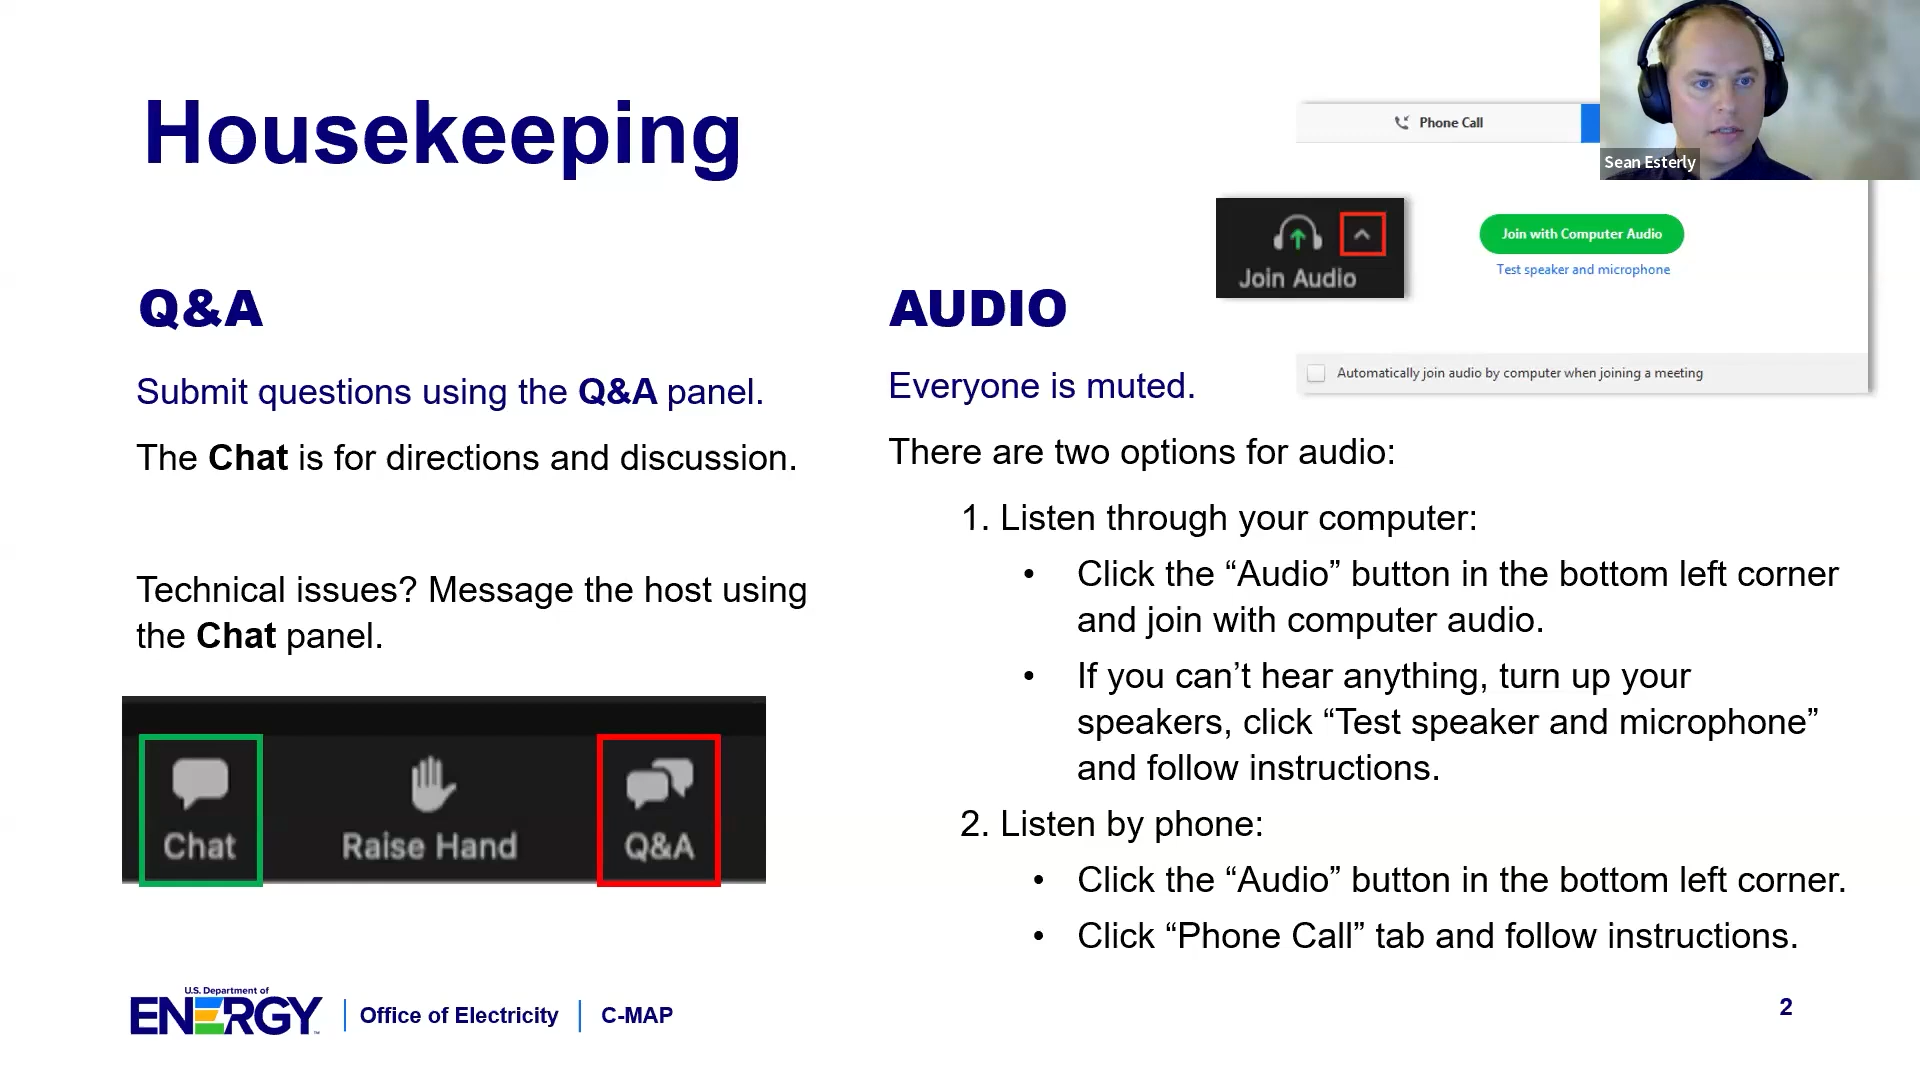 Housekeeping
Phone Call
Sean Esterly
Join Audio
Join with Computer Audio
Test speaker and microphone
Automatically join audio by computer when joining a meeting
Q&A
Submit questions using the Q&A panel.
The Chat is for directions and discussion.
Technical issues? Message the host using
the Chat panel.
Chat
Raise Hand
Q&A
AUDIO
Everyone is muted.
There are two options for audio:
1. Listen through your computer:
• Click the “Audio” button in the bottom left corner
and join with computer audio.
• If you can’t hear anything, turn up your
speakers, click “Test speaker and microphone”
and follow instructions.
2. Listen by phone:
• Click the “Audio” button in the bottom left corner.
• Click “Phone Call” tab and follow instructions.
U.S. Department of
ENERGY
Office of Electricity
C-MAP
2